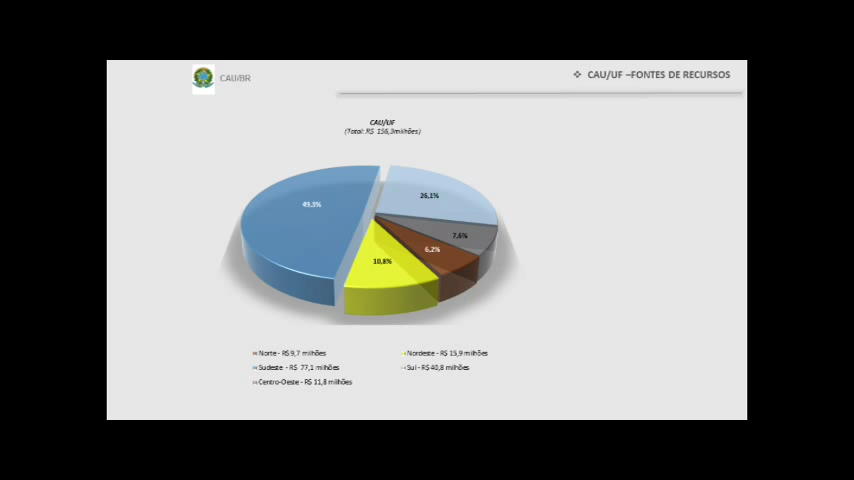 CAU/BR
❖ CAU/UF –FONTES DE RECURSOS
CAU/UF
(Total: R$ 156,3milhões)
49,3%
26,1%
7,6%
6,2%
10,8%
Norte - R$ 9,7 milhões
Nordeste - R$ 15,9 milhões
Sudeste - R$ 77,1 milhões
Sul - R$ 40,8 milhões
Centro-Oeste - R$ 11,8 milhões